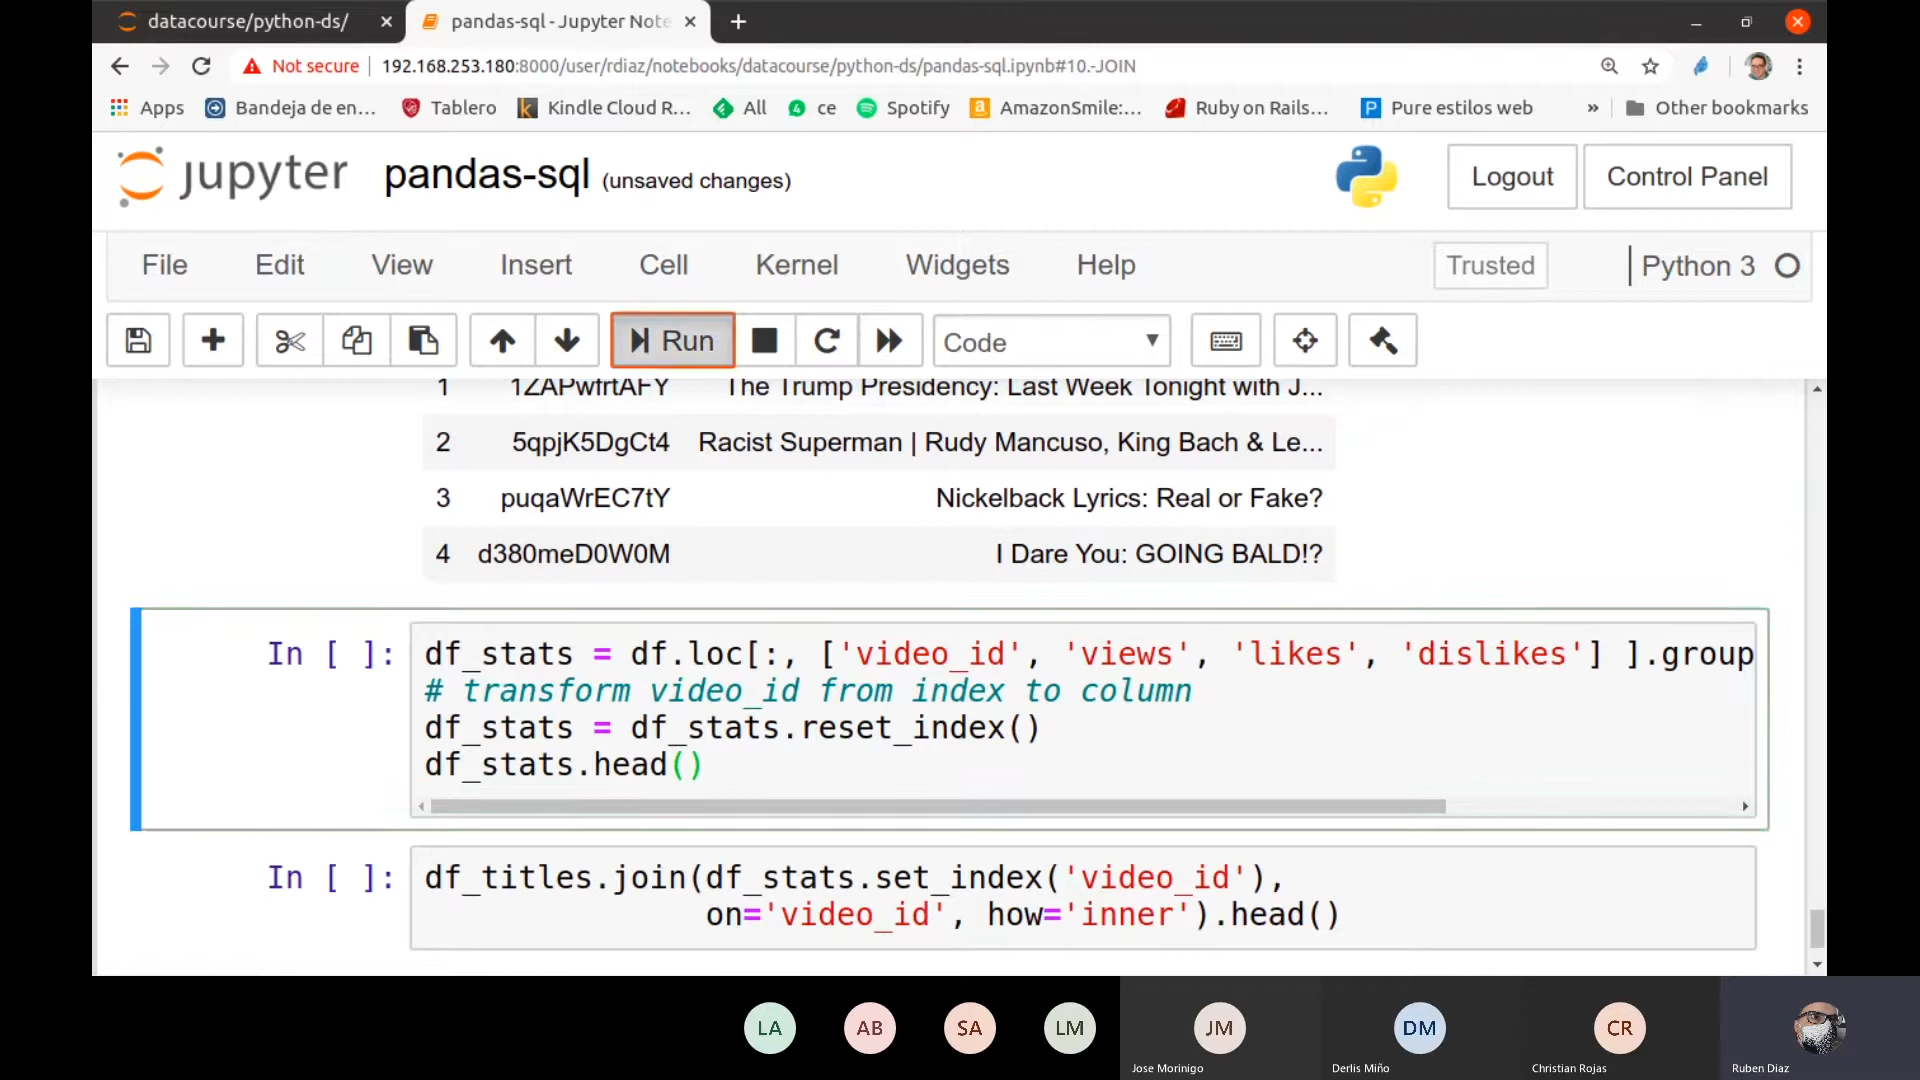 datacourse/python-ds/
pandas-sql - Jupyter Note
Not secure
192.168.253.180:8000/user/rdiaz/notebooks/datacourse/python-ds/pandas-sql.ipynb#10.-JOIN
Apps
Bandeja de en...
Tablero
Kindle Cloud R...
All
ce
Spotify
AmazonSmile:...
Ruby on Rails...
Pure estilos web
»
Other bookmarks
jupyter
pandas-sql (unsaved changes)
Logout
Control Panel
File
Edit
View
Insert
Cell
Kernel
Widgets
Help
Trusted
Python 3
Run
Code
1 1ZAPwfrtAFY The Trump Presidency: Last Week Tonight with J...
2 5qpjK5DgCt4 Racist Superman | Rudy Mancuso, King Bach & Le...
3 puqaWrEC7tY Nickelback Lyrics: Real or Fake?
4 d380meD0W0M I Dare You: GOING BALD!?
In [ ]: df_stats = df.loc[:, ['video_id', 'views', 'likes', 'dislikes'] ].group
# transform video_id from index to column
df_stats = df_stats.reset_index()
df_stats.head()
In [ ]: df_titles.join(df_stats.set_index('video_id'),
on='video_id', how='inner').head()
LA
AB
SA
LM
JM
DM
CR
Jose Morinigo
Derlis Miño
Christian Rojas
Ruben Diaz